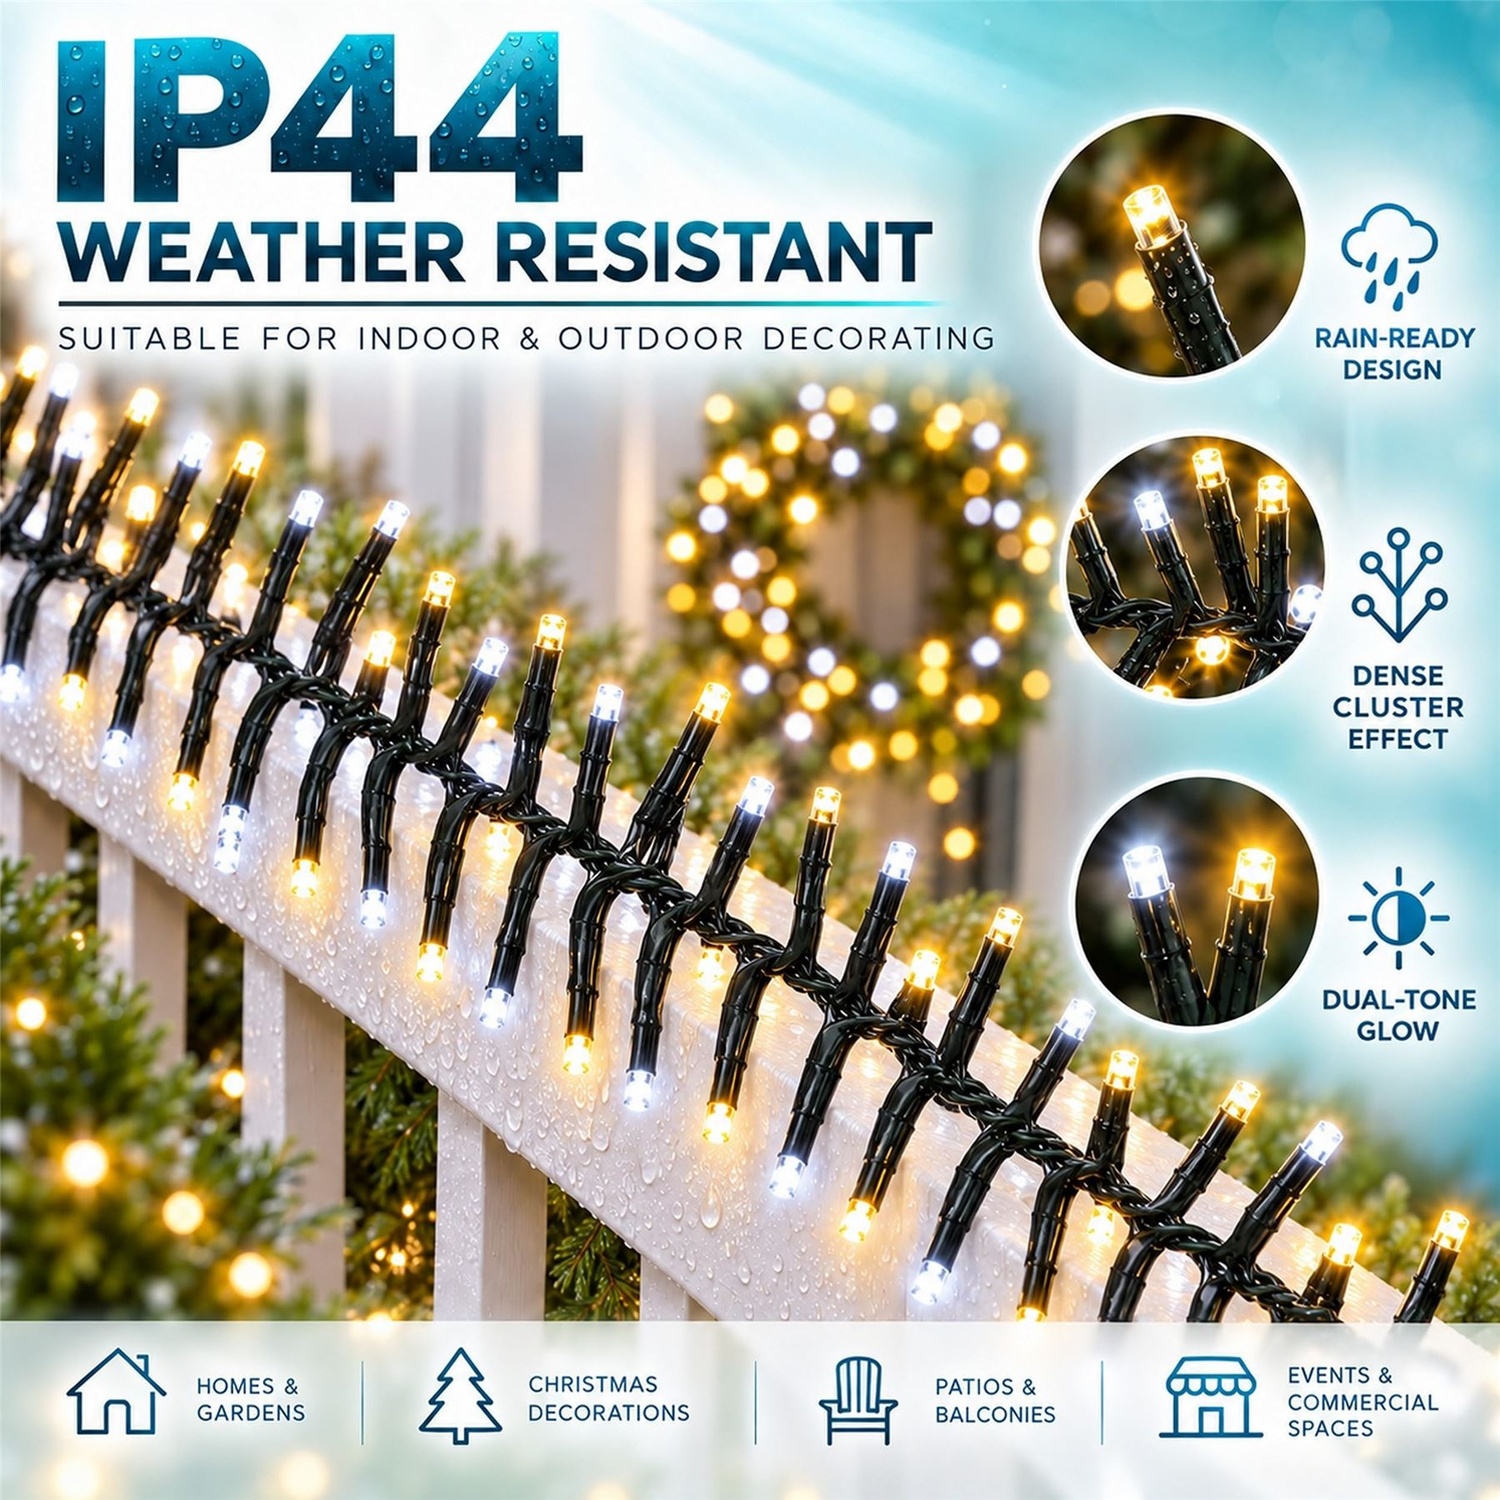 IP44
WEATHER RESISTANT
SUITABLE FOR INDOOR & OUTDOOR DECORATING
RAIN-READY
DESIGN
DENSE
CLUSTER
EFFECT
DUAL-TONE
GLOW
HOMES &
GARDENS
CHRISTMAS
DECORATIONS
PATIOS &
BALCONIES
EVENTS &
COMMERCIAL
SPACES